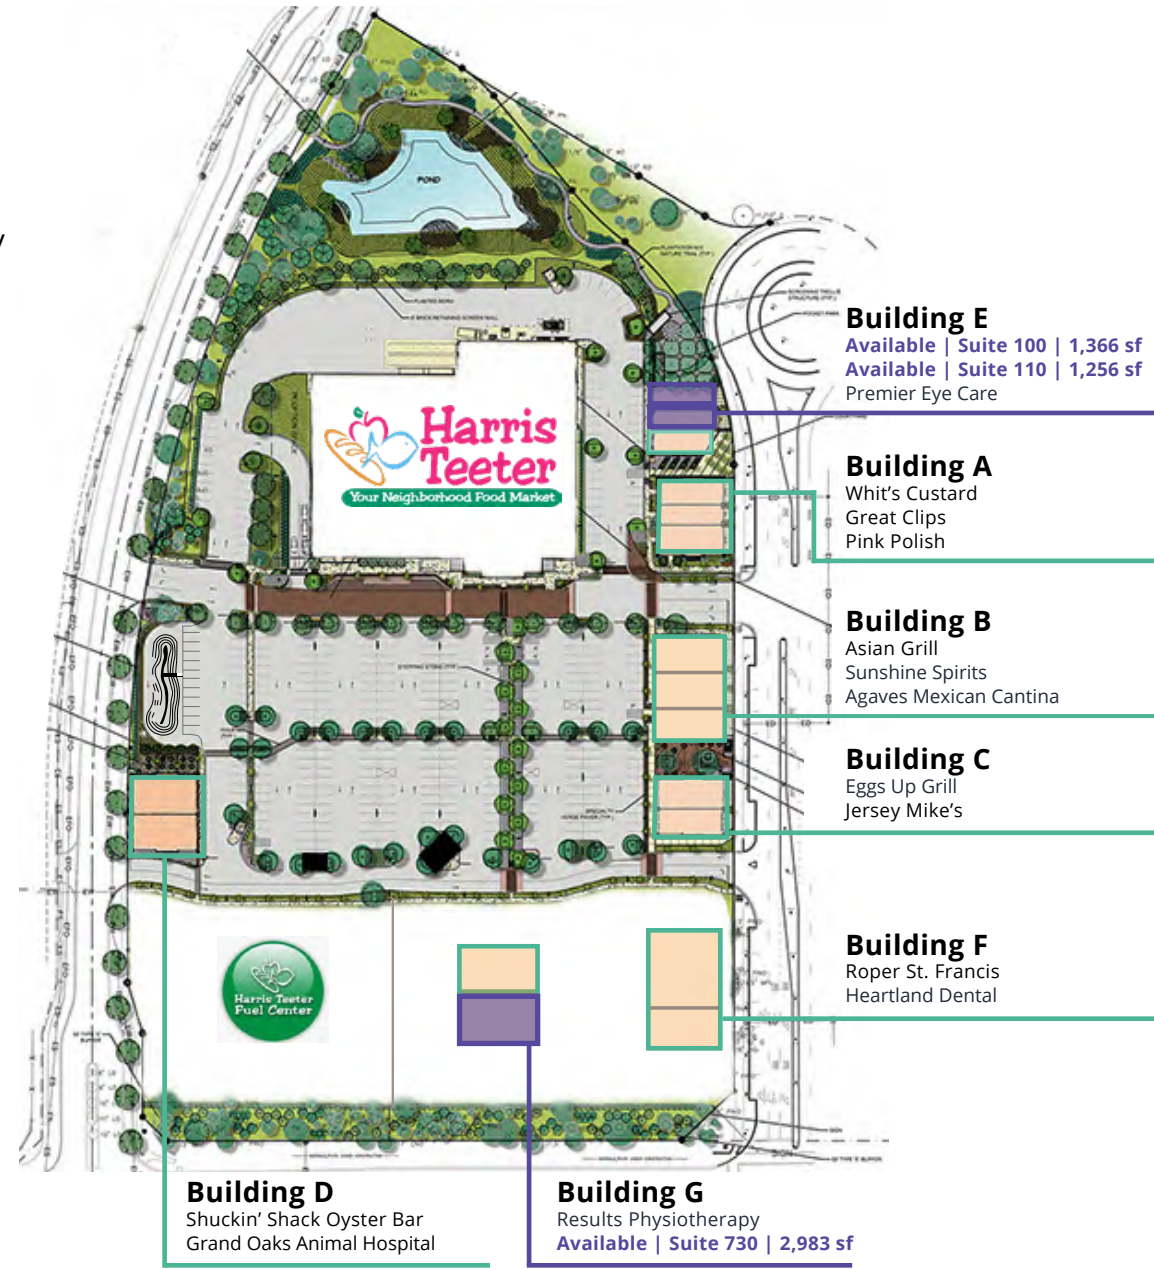 POND
PLANTED BERM
Harris
Teeter
Your Neighborhood Food Market
Building E
Available | Suite 100 | 1,366 sf
Available | Suite 110 | 1,256 sf
Premier Eye Care
Building A
Whit's Custard
Great Clips
Pink Polish
Building B
Asian Grill
Sunshine Spirits
Agaves Mexican Cantina
Building C
Eggs Up Grill
Jersey Mike's
Building F
Roper St. Francis
Heartland Dental
Harris Teeter
Fuel Center
SIGN
Building D
Shuckin' Shack Oyster Bar
Grand Oaks Animal Hospital
Building G
Results Physiotherapy
Available | Suite 730 | 2,983 sf